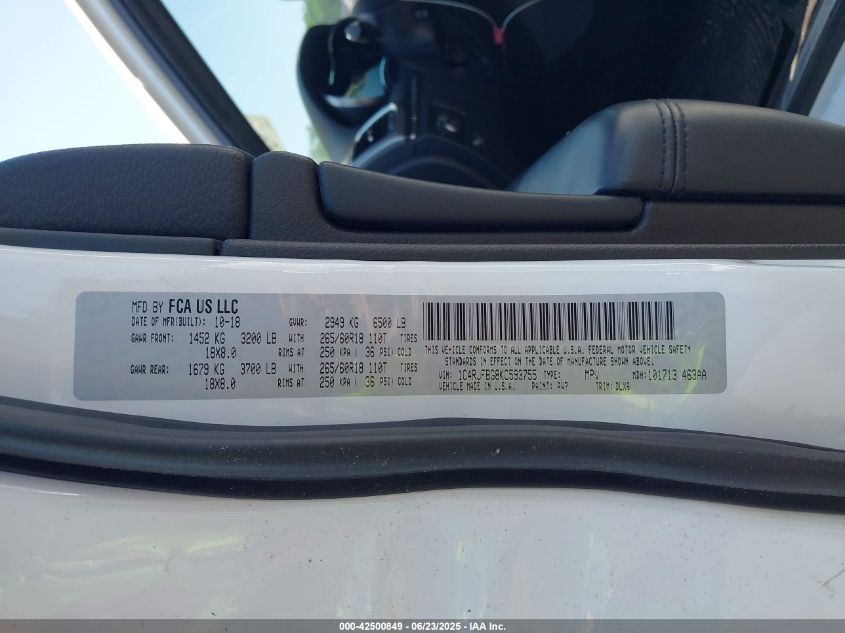 MFD BY FCA US LLC
DATE OF MFR(BUILT): 10-18 GVWR: 2949 KG 6500 LB
GAWR FRONT: 1452 KG 3200 LB WITH 265/60R18 110T TIRES
18X8.0 RIMS AT 250 KPA ( 36 PSI) COLD
GAWR REAR: 1679 KG 3700 LB WITH 265/60R18 110T TIRES
18X8.0 RIMS AT 250 KPA ( 36 PSI) COLD
THIS VEHICLE CONFORMS TO ALL APPLICABLE U.S.A. FEDERAL MOTOR VEHICLE SAFETY
STANDARDS IN EFFECT ON THE DATE OF MANUFACTURE SHOWN ABOVE.
VIN: 1C4RJFBG8KC593755 TYPE: MPV MDH: 101713 463AA
VEHICLE MADE IN U.S.A. PAINT: PW7 TRIM: DLX9
000-42500849 - 06/23/2025 - IAA Inc.